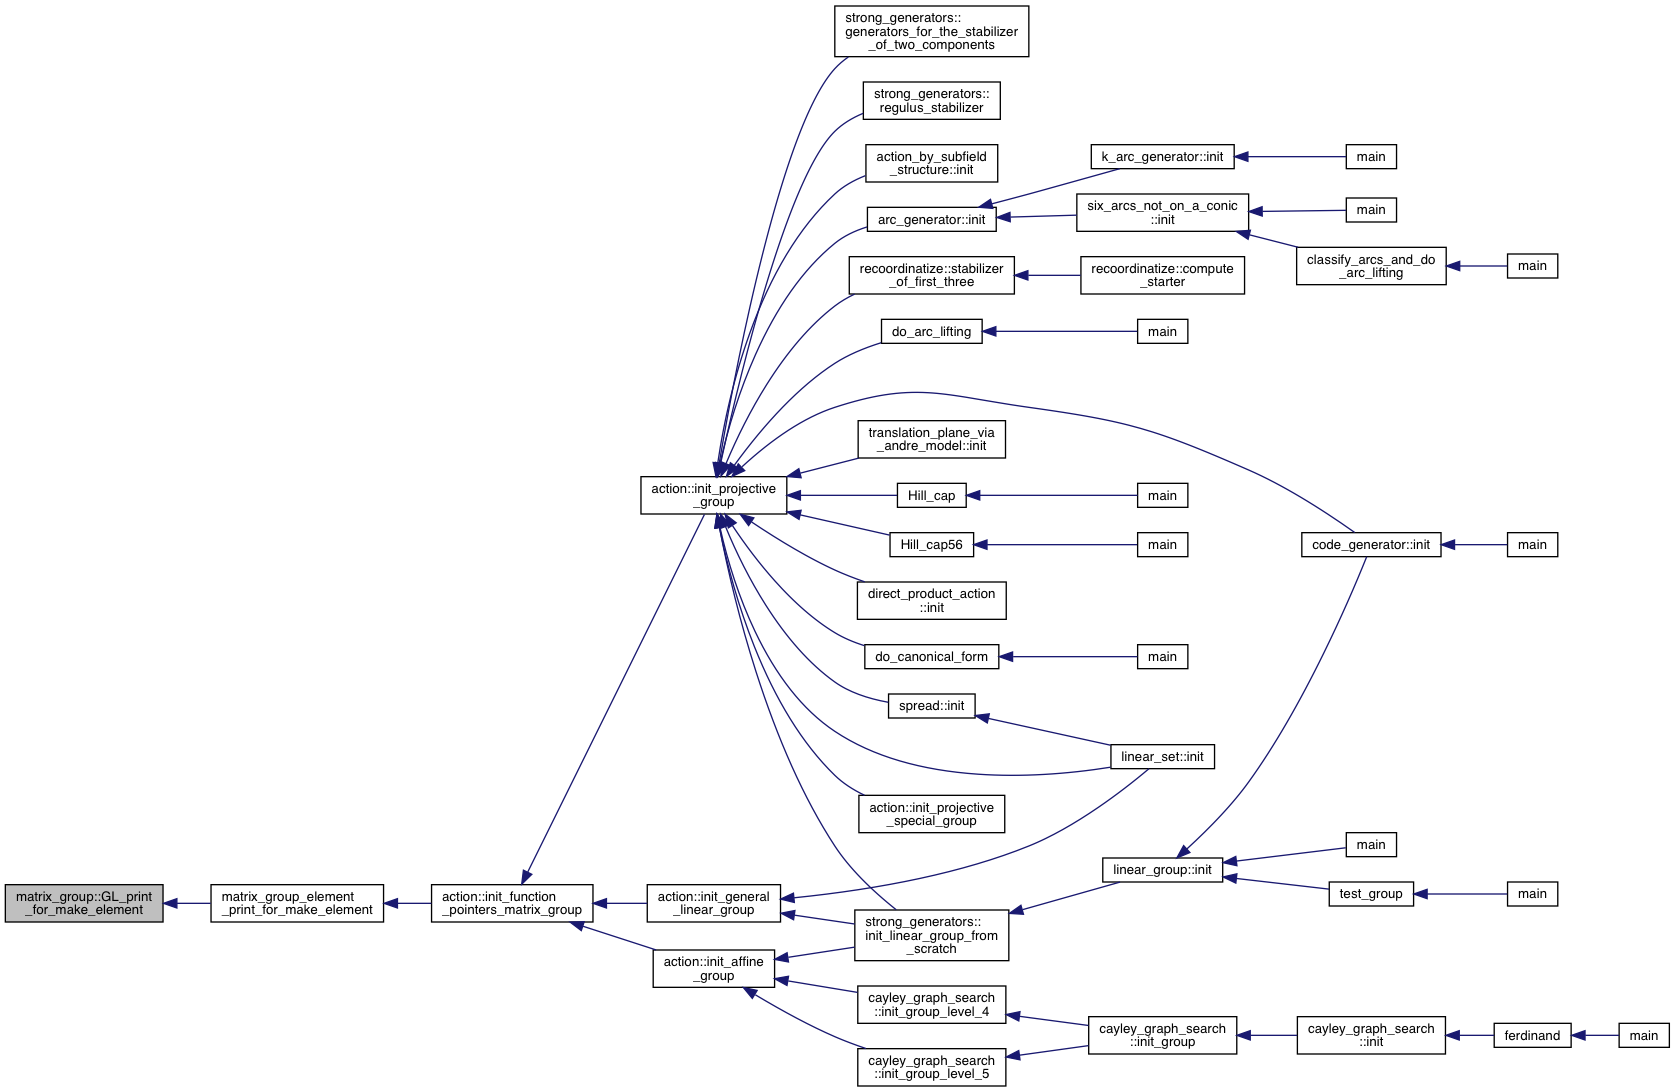 strong_generators::
generators_for_the_stabilizer
_of_two_components
strong_generators::
regulus_stabilizer
action_by_subfield
_structure::init
k_arc_generator::init
main
arc_generator::init
six_arcs_not_on_a_conic
::init
main
classify_arcs_and_do
_arc_lifting
main
recoordinatize::stabilizer
_of_first_three
recoordinatize::compute
_starter
do_arc_lifting
main
translation_plane_via
_andre_model::init
action::init_projective
_group
Hill_cap
main
Hill_cap56
main
code_generator::init
main
direct_product_action
::init
do_canonical_form
main
spread::init
linear_set::init
action::init_projective
_special_group
main
linear_group::init
test_group
main
matrix_group::GL_print
_for_make_element
matrix_group_element
_print_for_make_element
action::init_function
_pointers_matrix_group
action::init_general
_linear_group
strong_generators::
init_linear_group_from
_scratch
action::init_affine
_group
cayley_graph_search
::init_group_level_4
cayley_graph_search
::init_group
cayley_graph_search
::init
ferdinand
main
cayley_graph_search
::init_group_level_5